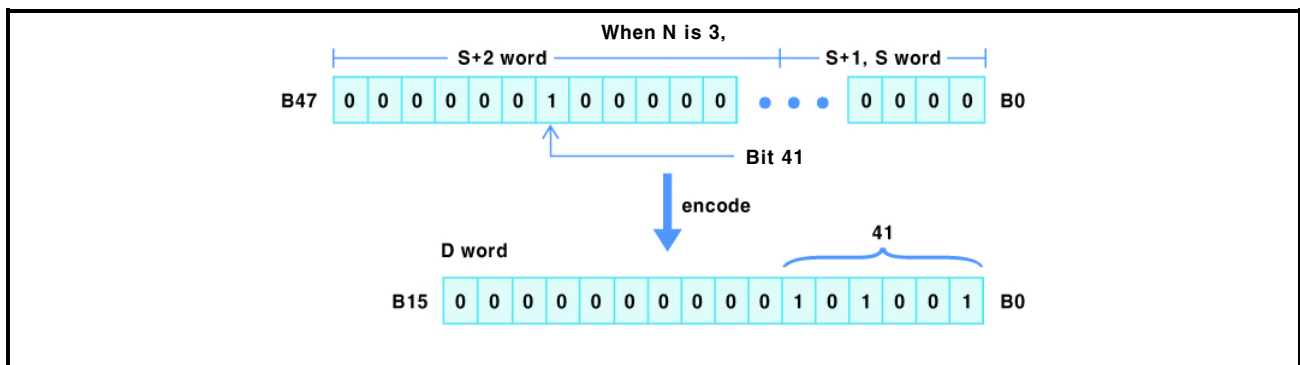 When N is 3,
S+2 word S+1, S word
B47 0 0 0 0 0 0 1 0 0 0 0 0 ● ● ● 0 0 0 0 B0
Bit 41
encode
41
D word
B15 0 0 0 0 0 0 0 0 0 0 1 0 1 0 0 1 B0